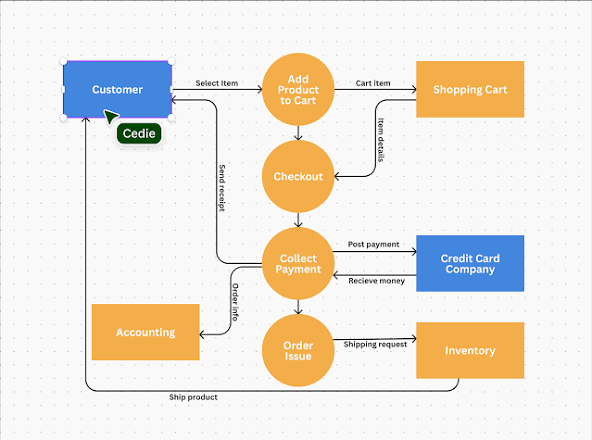 Customer
Cedie
Select Item
Add
Product
to Cart
Cart item
Shopping Cart
Item details
Checkout
Send receipt
Collect
Payment
Post payment
Recieve money
Credit Card
Company
Order info
Accounting
Order
Issue
Shipping request
Inventory
Ship product